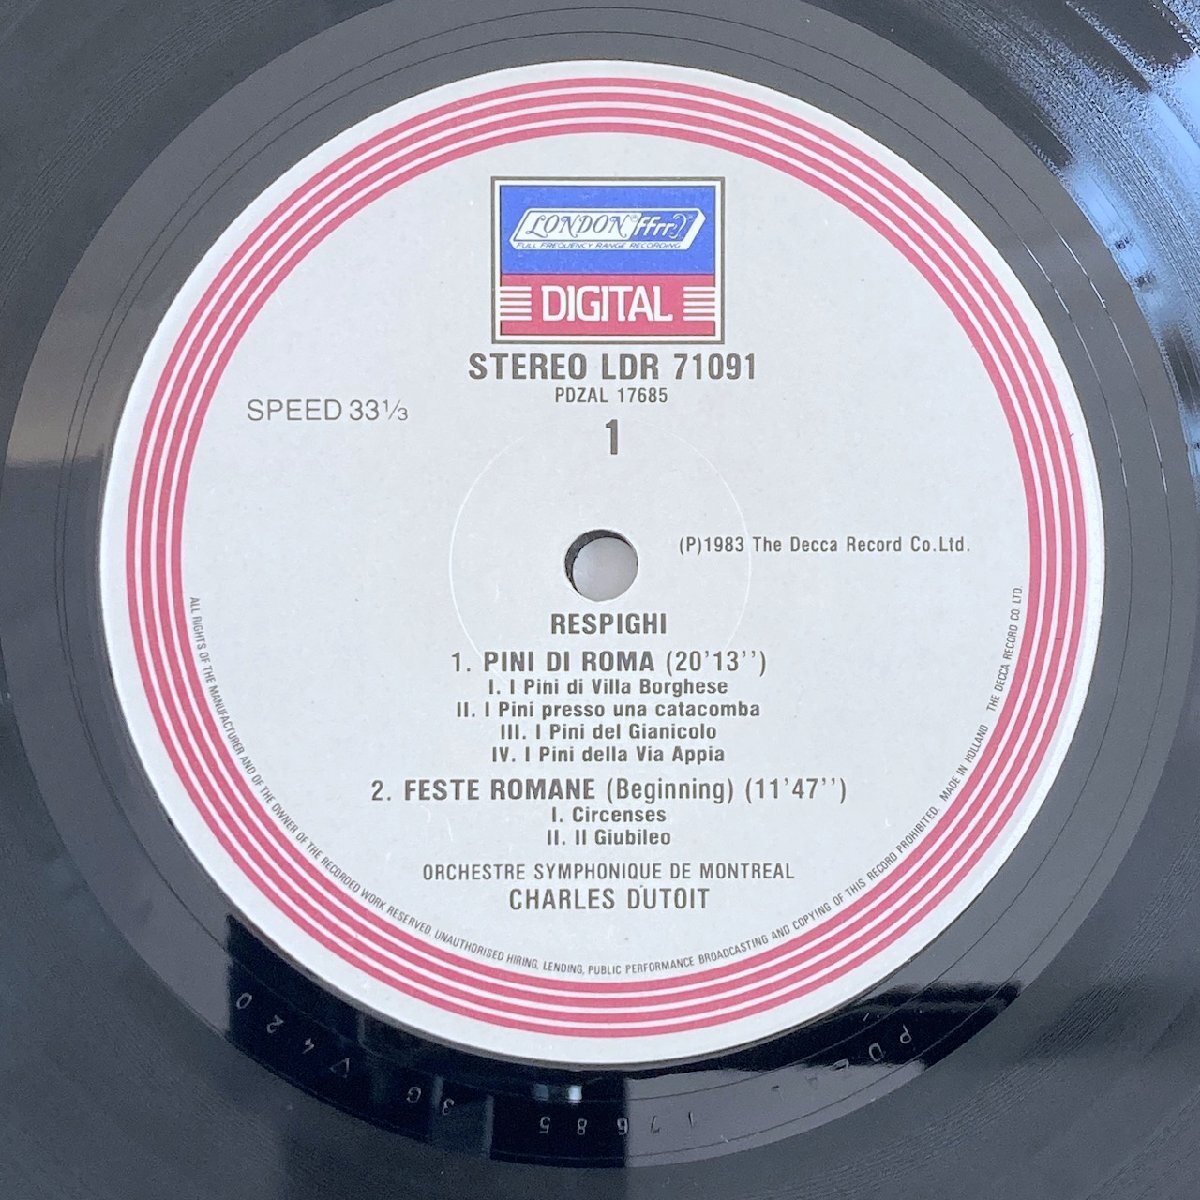 LONDON ffrr
FULL FREQUENCY RANGE RECORDING
DIGITAL
STEREO LDR 71091
PDZAL 17685
SPEED 33⅓
1
(P)1983 The Decca Record Co.Ltd.
RESPIGHI
1. PINI DI ROMA (20'13'')
I. I Pini di Villa Borghese
II. I Pini presso una catacomba
III. I Pini del Gianicolo
IV. I Pini della Via Appia
2. FESTE ROMANE (Beginning) (11'47'')
I. Circenses
II. Il Giubileo
ORCHESTRE SYMPHONIQUE DE MONTREAL
CHARLES DUTOIT
ALL RIGHTS OF THE MANUFACTURER AND OF THE OWNER OF THE RECORDED WORK RESERVED. UNAUTHORISED HIRING, LENDING, PUBLIC PERFORMANCE BROADCASTING AND COPYING OF THIS RECORD PROHIBITED. MADE IN HOLLAND THE DECCA RECORD CO. LTD.
17685 3G V420